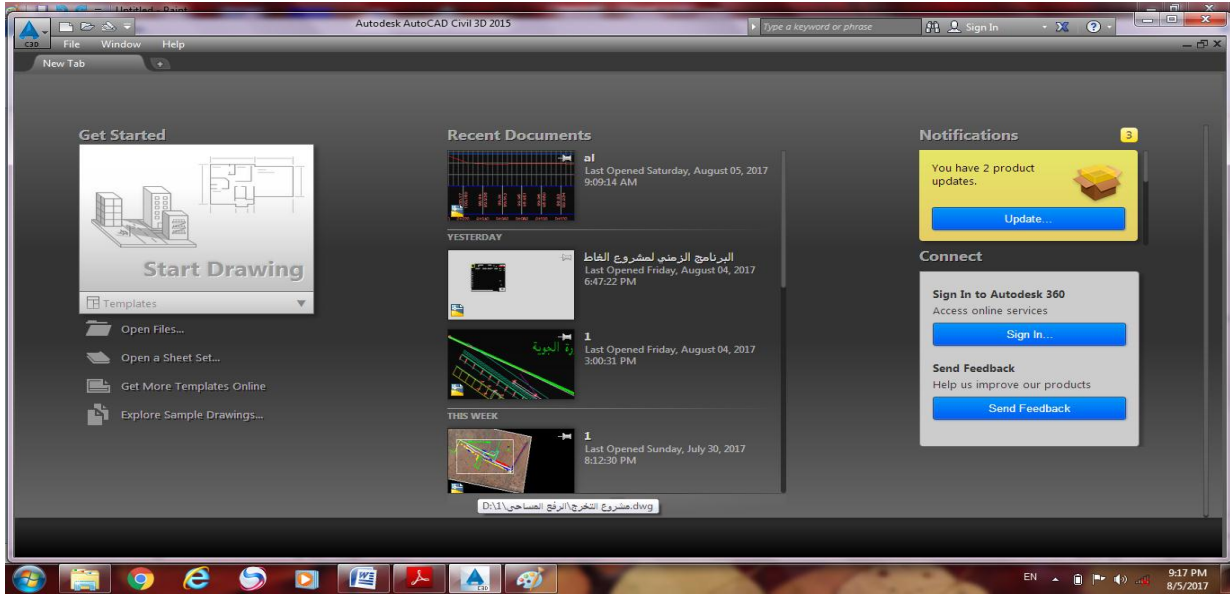 Untitled - Paint
Autodesk AutoCAD Civil 3D 2015
Type a keyword or phrase
Sign In
C3D
File Window Help
New Tab
Get Started
Start Drawing
Templates
Open Files...
Open a Sheet Set...
Get More Templates Online
Explore Sample Drawings...
Recent Documents
al
Last Opened Saturday, August 05, 2017
9:09:14 AM
YESTERDAY
البرنامج الزمني لمشروع الغاط
Last Opened Friday, August 04, 2017
6:47:22 PM
1
Last Opened Friday, August 04, 2017
3:00:31 PM
THIS WEEK
1
Last Opened Sunday, July 30, 2017
8:12:30 PM
D:\1\مشروع التخرج\الرفع المساحى.dwg
Notifications
3
You have 2 product
updates.
Update...
Connect
Sign In to Autodesk 360
Access online services
Sign In...
Send Feedback
Help us improve our products
Send Feedback
EN
9:17 PM
8/5/2017